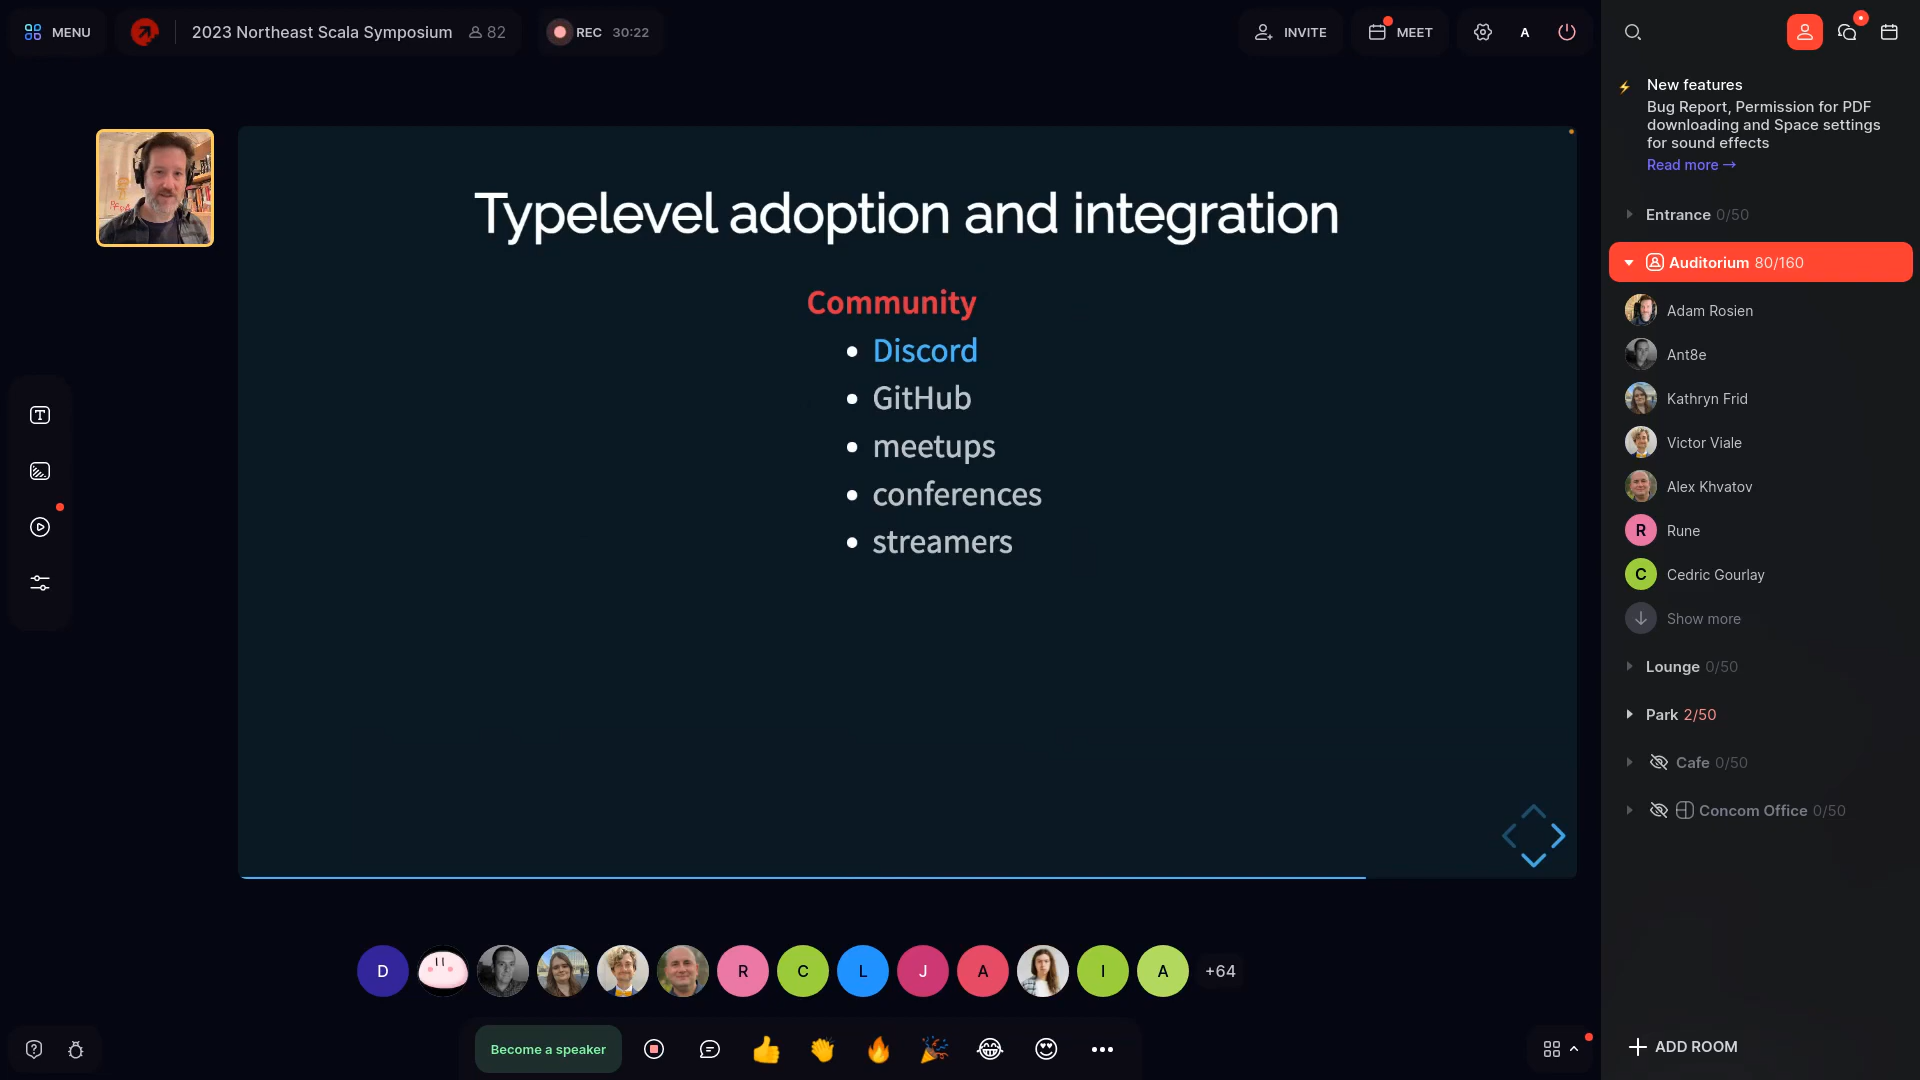 MENU
2023 Northeast Scala Symposium
82
REC 30:22
INVITE
MEET
A
New features
Bug Report, Permission for PDF
downloading and Space settings
for sound effects
Read more →
Typelevel adoption and integration
Community
• Discord
• GitHub
• meetups
• conferences
• streamers
Entrance 0/50
Auditorium 80/160
Adam Rosien
Ant8e
Kathryn Frid
Victor Viale
Alex Khvatov
R Rune
C Cedric Gourlay
Show more
Lounge 0/50
Park 2/50
Cafe 0/50
Concom Office 0/50
D R C L J A I A +64
Become a speaker
ADD ROOM